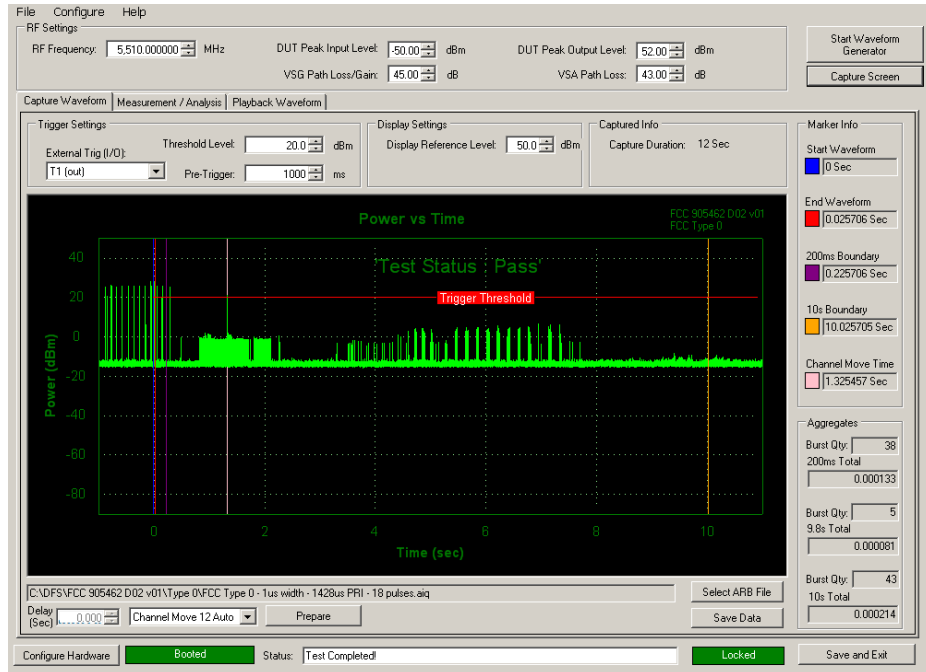 File Configure Help
RF Settings
RF Frequency: 5,510.000000 MHz DUT Peak Input Level: -50.00 dBm DUT Peak Output Level: 52.00 dBm Start Waveform Generator
VSG Path Loss/Gain: 45.00 dB VSA Path Loss: 43.00 dB Capture Screen
Capture Waveform Measurement / Analysis Playback Waveform
Trigger Settings Display Settings Captured Info Marker Info
External Trig (I/O): Threshold Level: 20.0 dBm Display Reference Level: 50.0 dBm Capture Duration: 12 Sec
T1 (out) Pre-Trigger: 1000 ms
Start Waveform
0 Sec
End Waveform
0.025706 Sec
200ms Boundary
0.225706 Sec
10s Boundary
10.025705 Sec
Channel Move Time
1.325457 Sec
Power vs Time
FCC 905462 D02 v01
FCC Type 0
'Test Status : Pass'
Trigger Threshold
Power (dBm)
40
20
0
-20
-40
-60
-80
0 2 4 6 8 10
Time (sec)
Aggregates
Burst Qty: 38
200ms Total
0.000133
Burst Qty: 5
9.8s Total
0.000081
Burst Qty: 43
10s Total
0.000214
C:\DFS\FCC 905462 D02 v01\Type 0\FCC Type 0 - 1us width - 1428us PRI - 18 pulses.aiq Select ARB File
Delay (Sec) 0.000 Channel Move 12 Auto Prepare Save Data
Configure Hardware Booted Status: Test Completed! Locked Save and Exit